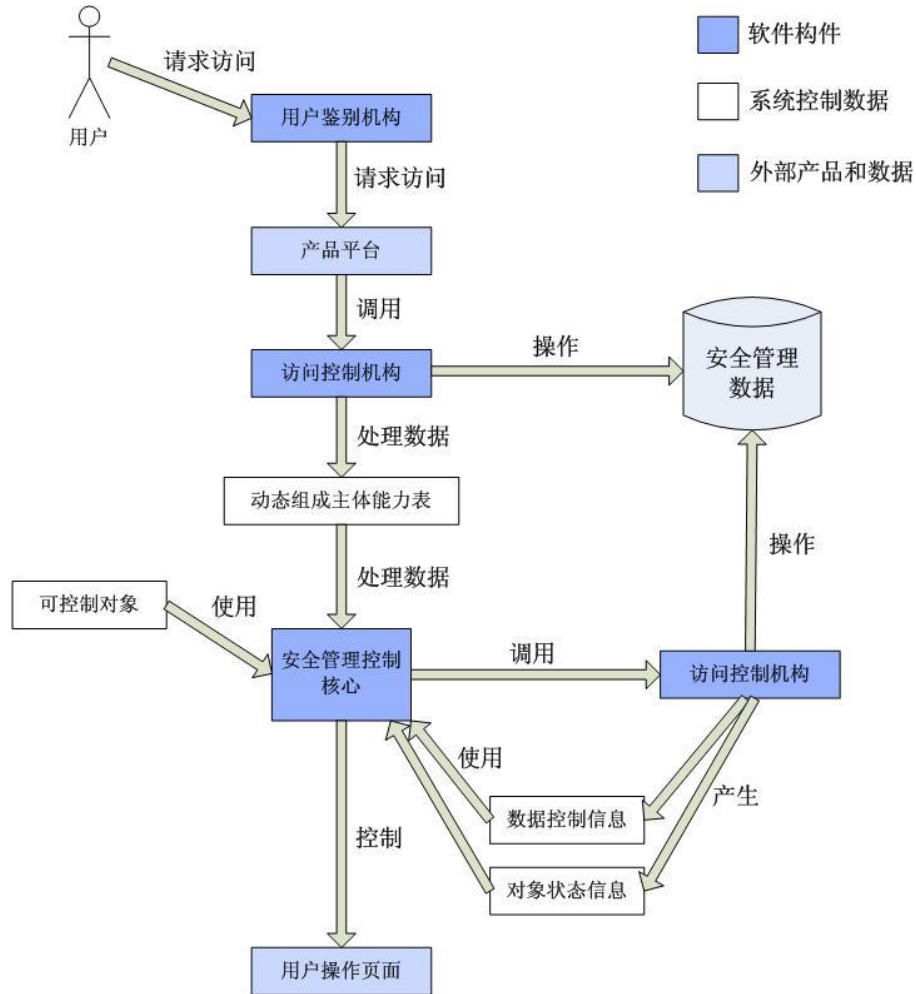 请求访问
用户
用户鉴别机构
请求访问
产品平台
调用
访问控制机构
操作
安全管理
数据
处理数据
动态组成主体能力表
处理数据
操作
可控制对象
使用
安全管理控制
核心
调用
访问控制机构
使用
数据控制信息
产生
对象状态信息
控制
用户操作页面
软件构件
系统控制数据
外部产品和数据